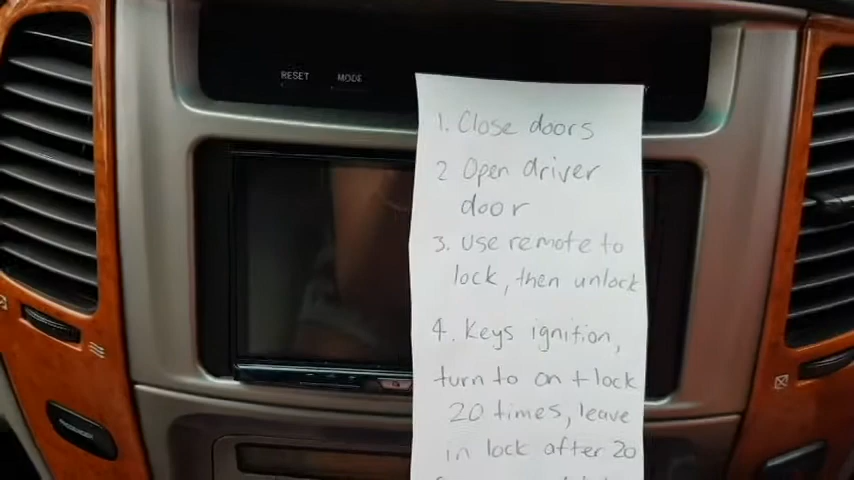 RESET MODE
1. Close doors
2 Open driver
door
3. Use remote to
lock, then unlock
4. Keys ignition,
turn to on + lock
20 times, leave
in lock after 20
PASSENGER